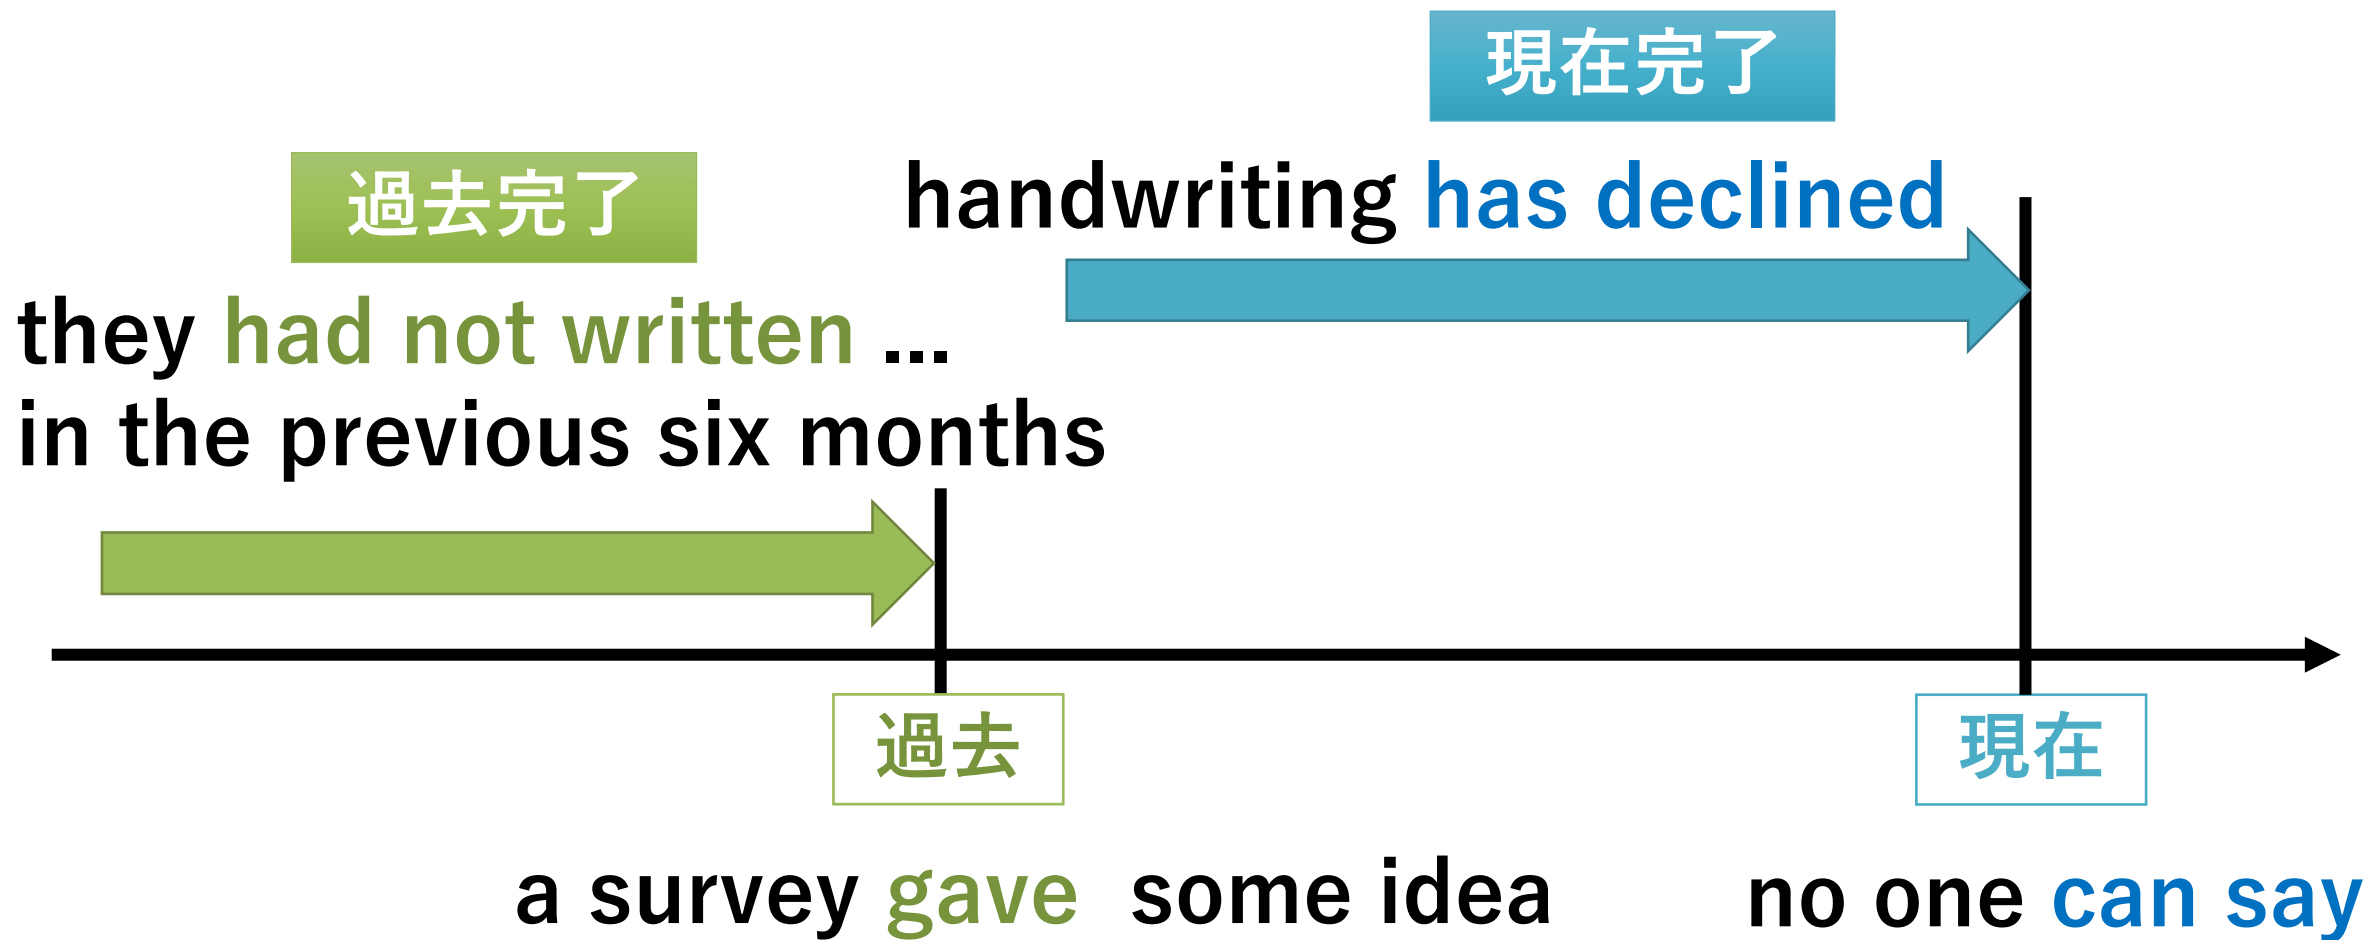 現在完了
handwriting has declined
過去完了
they had not written ...
in the previous six months
過去
現在
a survey gave some idea
no one can say